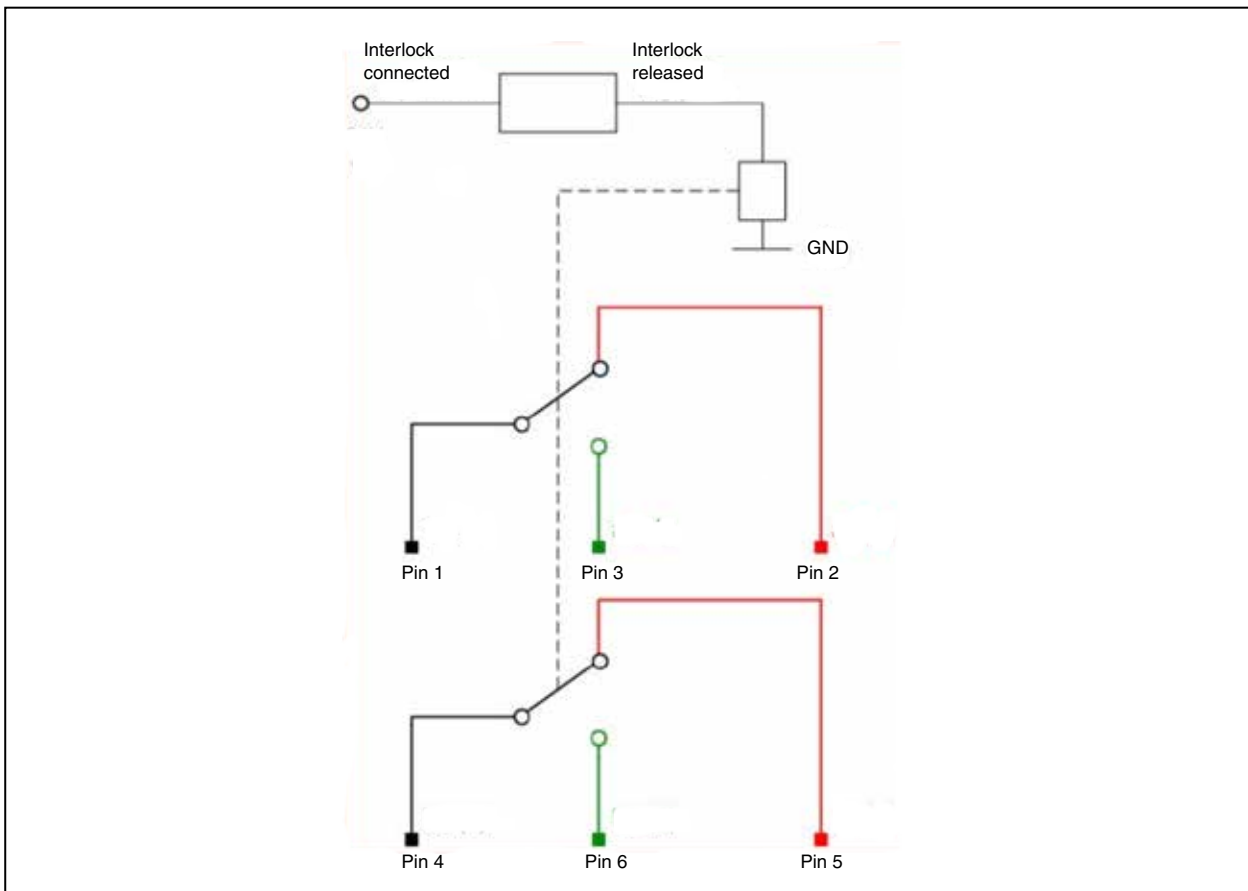 Interlock
connected
Interlock
released
GND
Pin 1
Pin 3
Pin 2
Pin 4
Pin 6
Pin 5